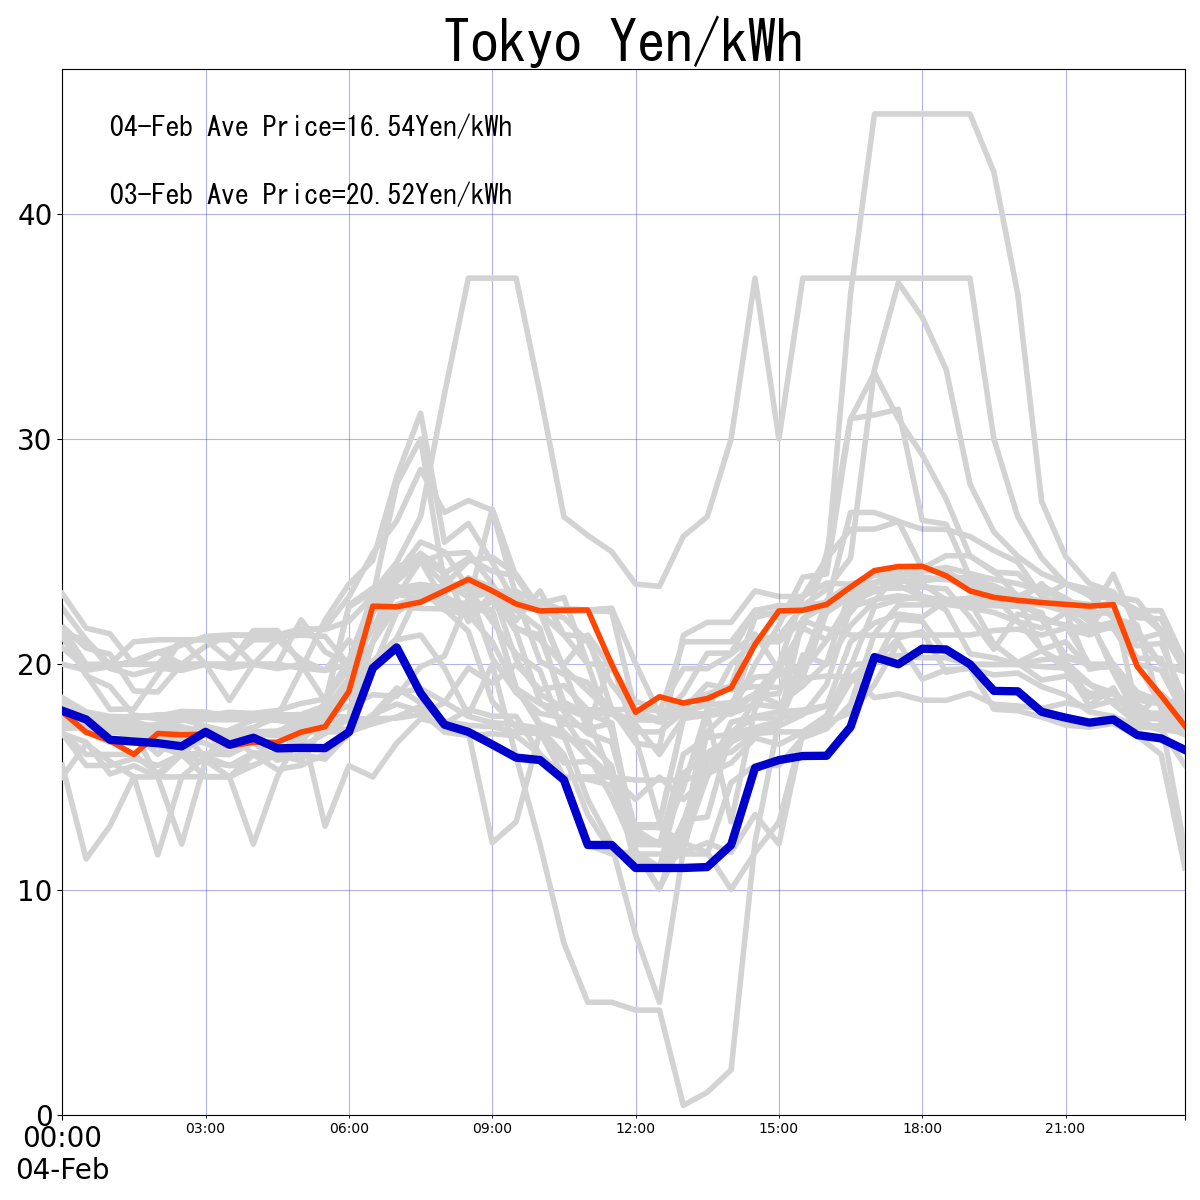 Tokyo Yen/kWh
04-Feb Ave Price=16.54Yen/kWh
03-Feb Ave Price=20.52Yen/kWh
40
30
20
10
0
00:00 03:00 06:00 09:00 12:00 15:00 18:00 21:00
04-Feb